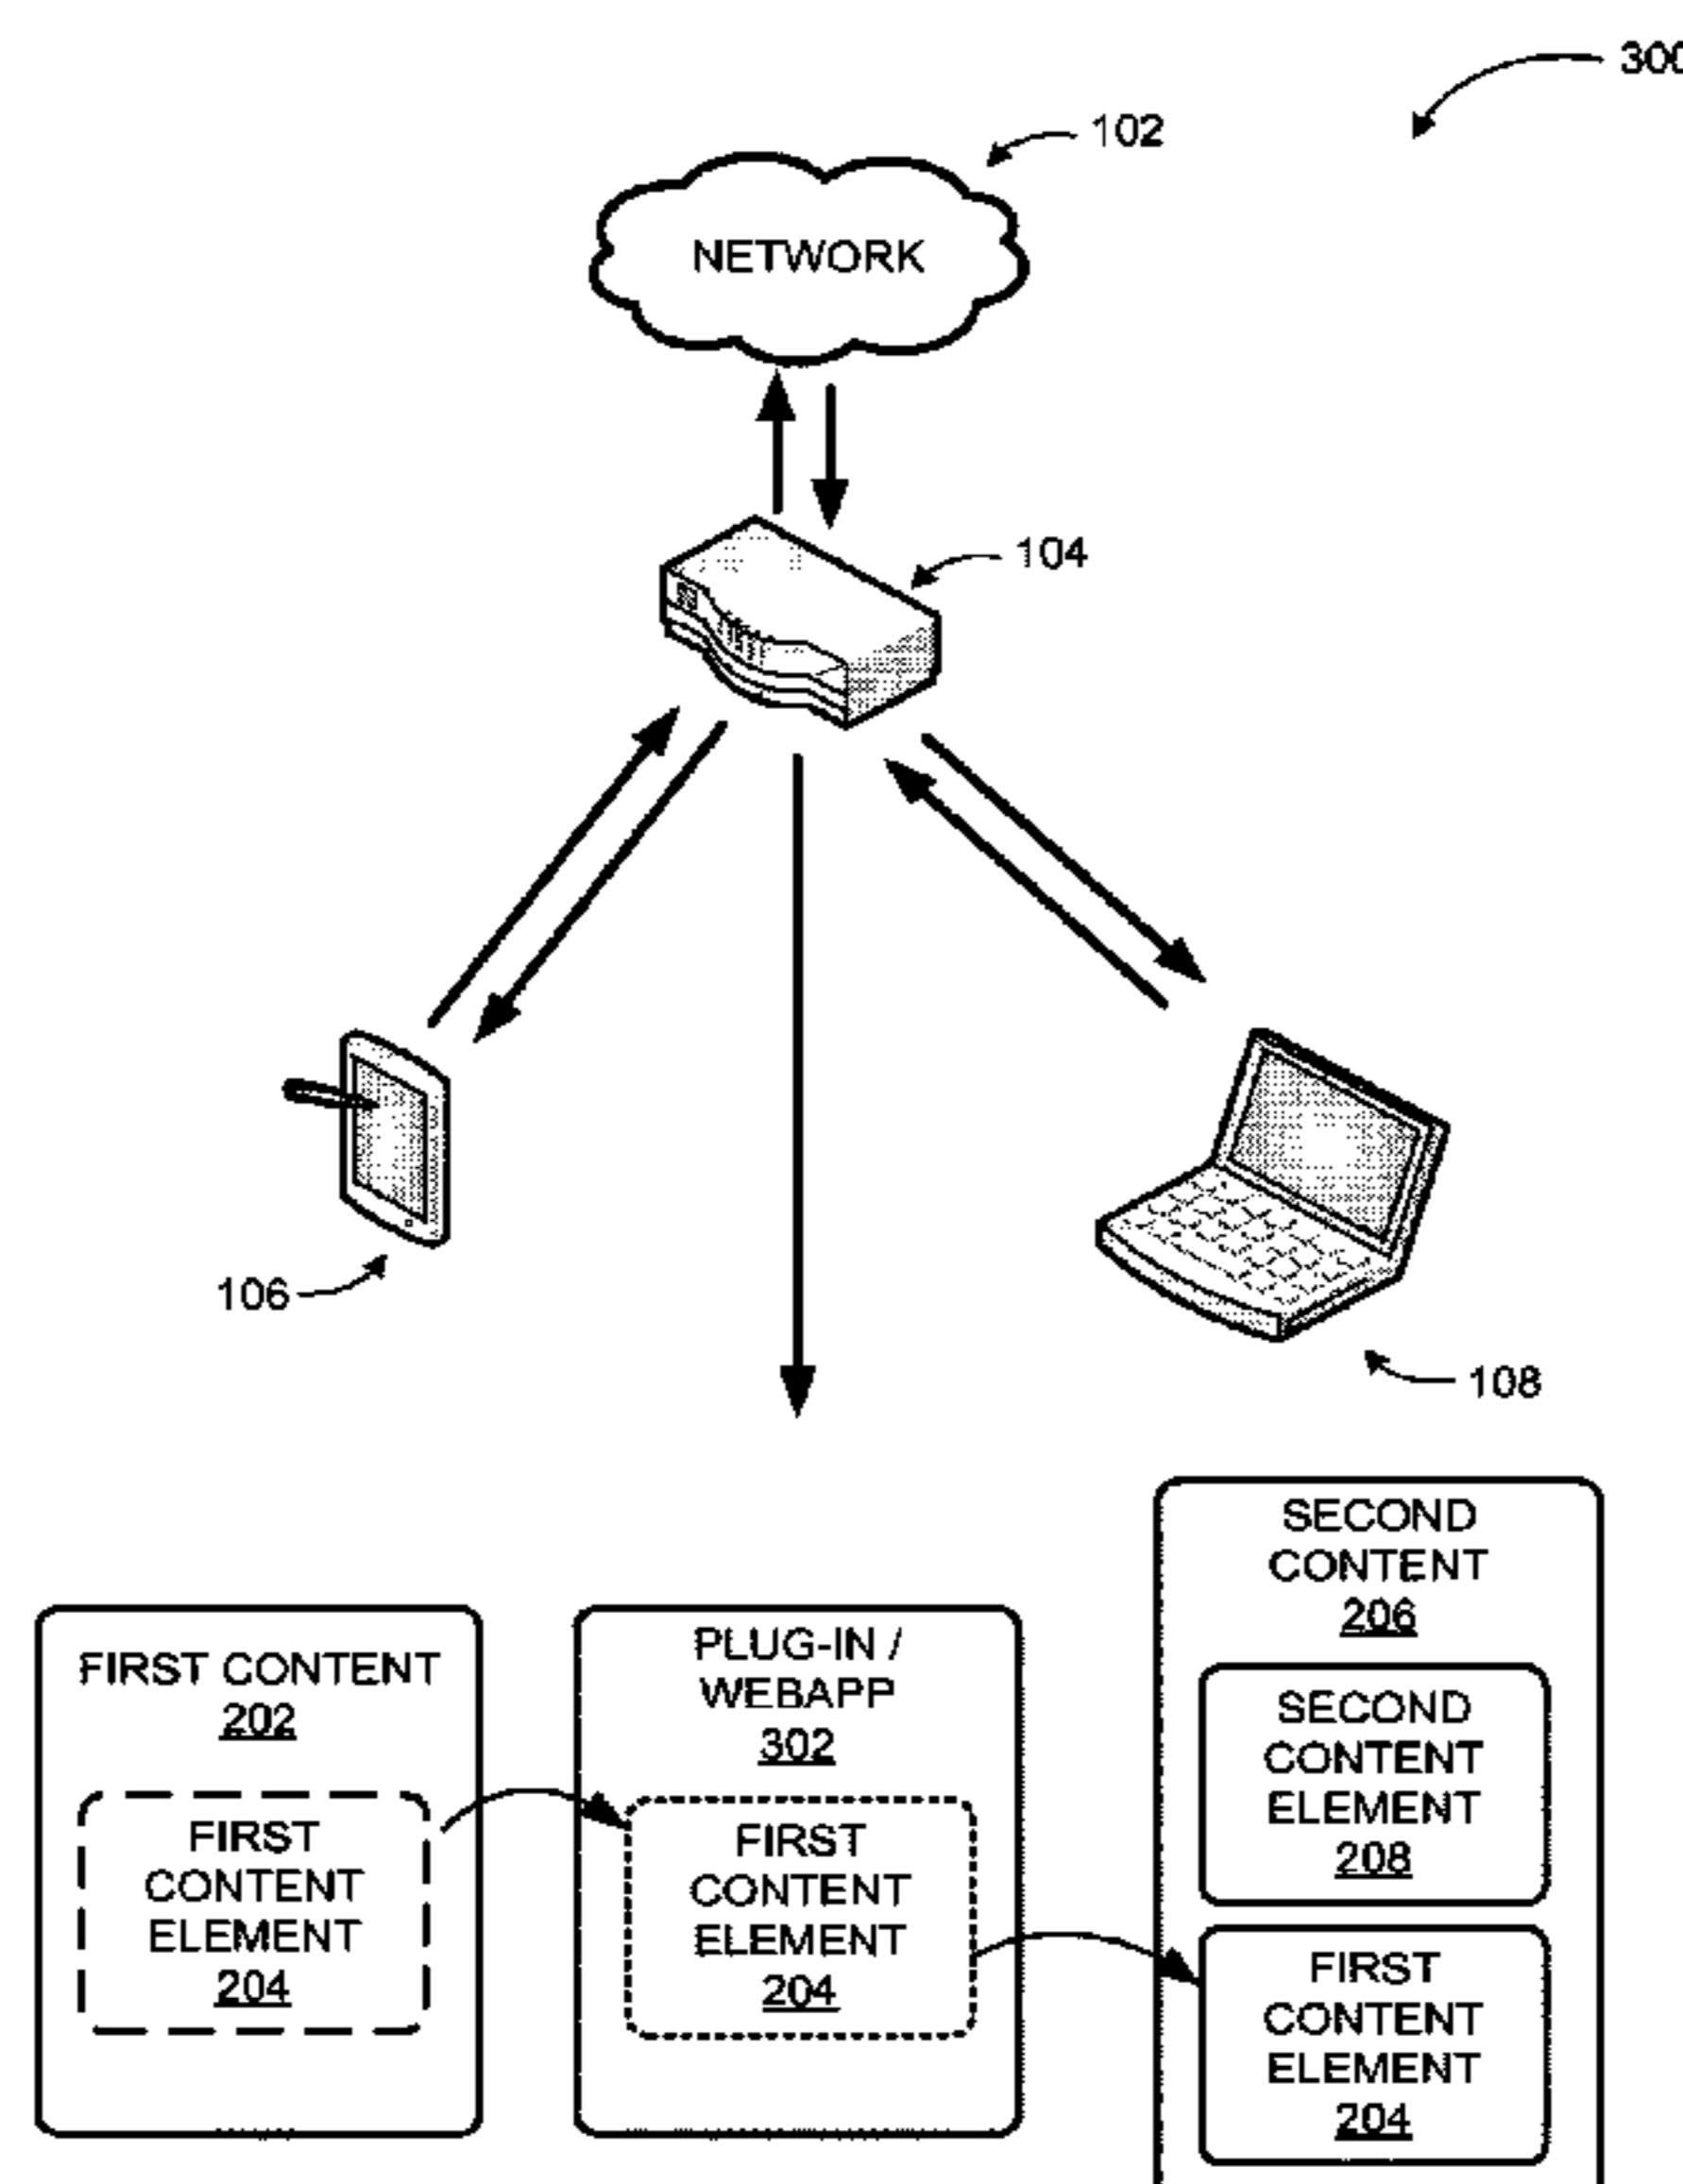 300
102
NETWORK
104
106
108
FIRST CONTENT
202
FIRST
CONTENT
ELEMENT
204
PLUG-IN /
WEBAPP
302
FIRST
CONTENT
ELEMENT
204
SECOND
CONTENT
206
SECOND
CONTENT
ELEMENT
208
FIRST
CONTENT
ELEMENT
204